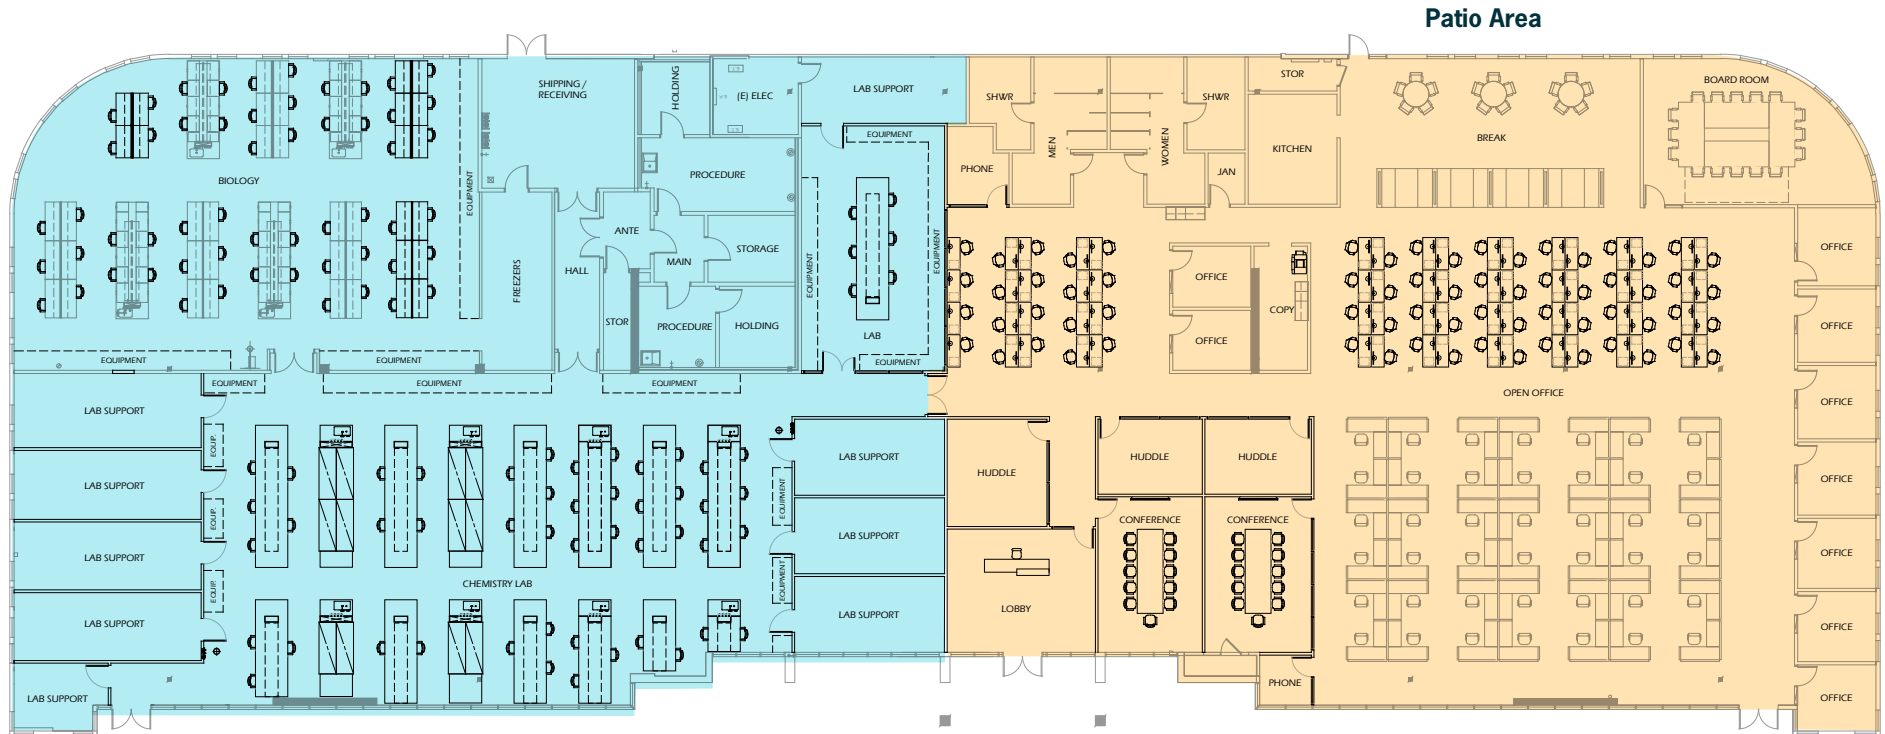 Patio Area
SHIPPING /
RECEIVING
HOLDING
(E) ELEC
LAB SUPPORT
SHWR
MEN
WOMEN
SHWR
STOR
BREAK
BOARD ROOM
EQUIPMENT
BIOLOGY
EQUIPMENT
PROCEDURE
PHONE
JAN
KITCHEN
FREEZERS
HALL
ANTE
MAIN
STORAGE
STOR
PROCEDURE
HOLDING
EQUIPMENT
EQUIPMENT
LAB
EQUIPMENT
OFFICE
OFFICE
COPY
OFFICE
OFFICE
OFFICE
OFFICE
OFFICE
OFFICE
OFFICE
OPEN OFFICE
EQUIPMENT
EQUIPMENT
EQUIPMENT
EQUIPMENT
EQUIPMENT
LAB SUPPORT
LAB SUPPORT
LAB SUPPORT
LAB SUPPORT
LAB SUPPORT
EQUIP.
EQUIP.
EQUIP.
CHEMISTRY LAB
EQUIPMENT
EQUIPMENT
LAB SUPPORT
LAB SUPPORT
LAB SUPPORT
HUDDLE
HUDDLE
HUDDLE
CONFERENCE
CONFERENCE
LOBBY
PHONE